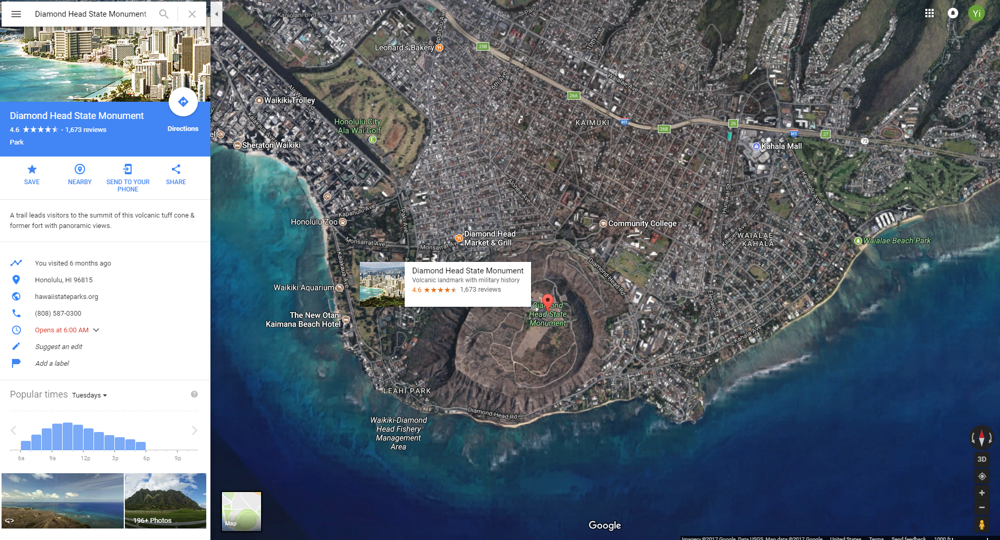 Diamond Head State Monument
Yi
Diamond Head State Monument
4.6
· 1,673 reviews
Park
Directions
SAVE
NEARBY
SEND TO YOUR
PHONE
SHARE
A trail leads visitors to the summit of this volcanic tuff cone &
former fort with panoramic views.
You visited 6 months ago
Honolulu, HI 96815
hawaiistateparks.org
(808) 587-0300
Opens at 6:00 AM
Suggest an edit
Add a label
Popular times
Tuesdays
?
6a
9a
12p
3p
6p
9p
196+ Photos
Kapiolani Blvd
Kapahulu Ave
10th Ave
Leonard's Bakery
25B
6th Ave
Waialae Ave
26A
Waikiki Trolley
Kalakaua Ave
Honolulu City
Ala Wai Golf
KAIMUKI
H1
26B
26
H1
27
72
Sheraton Waikiki
Kahala Mall
Kealaolu Ave
Alohea Ave
Hunakai St
Kapahulu Ave
Paki Ave
Honolulu Zoo
Community College
Diamond Head
Market & Grill
Monsarrat Ave
Monsarrat Ave
Kilauea Ave
WAIALAE
- KAHALA
Waialae Beach Park
Kalakaua Ave
Diamond Head State Monument
Volcanic landmark with military history
4.6
1,673 reviews
Diamond Head Rd
Waikiki Aquarium
Elepaio St
Diamond
Head State
Monument
The New Otani
Kaimana Beach Hotel
Kahala Ave
LEAHI PARK
Diamond Head Rd
Waikiki-Diamond
Head Fishery
Management
Area
3D
Map
Google
Imagery ©2017 Google, Data USGS, Map data ©2017 Google
United States
Terms
Send feedback
1000 ft